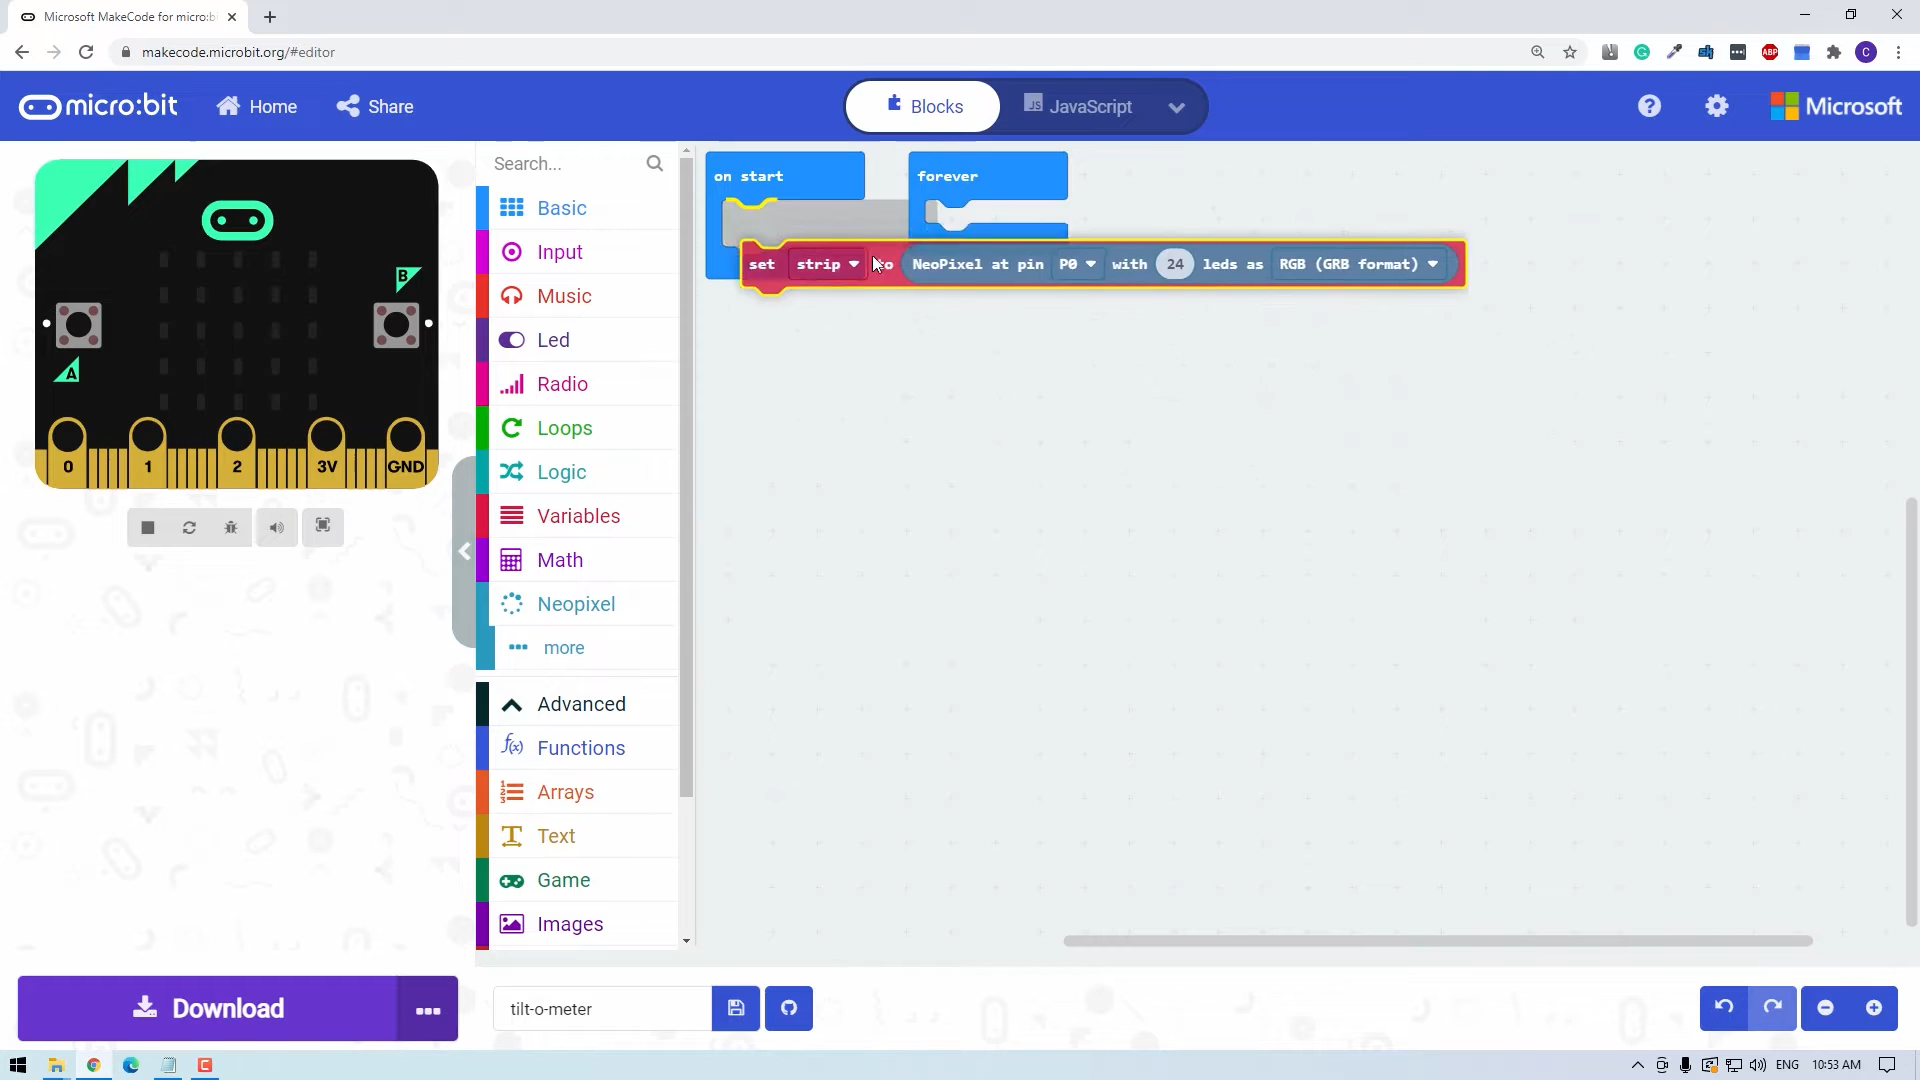 Microsoft MakeCode for micro:bi
makecode.microbit.org/#editor
ABP
C
micro:bit
Home
Share
Blocks
JS JavaScript
?
Microsoft
B
A
0 1 2 3V GND
Search...
Basic
Input
Music
Led
Radio
Loops
Logic
Variables
Math
Neopixel
more
Advanced
f(x) Functions
Arrays
Text
Game
Images
on start
forever
set strip to NeoPixel at pin P0 with 24 leds as RGB (GRB format)
Download
tilt-o-meter
ENG 10:53 AM